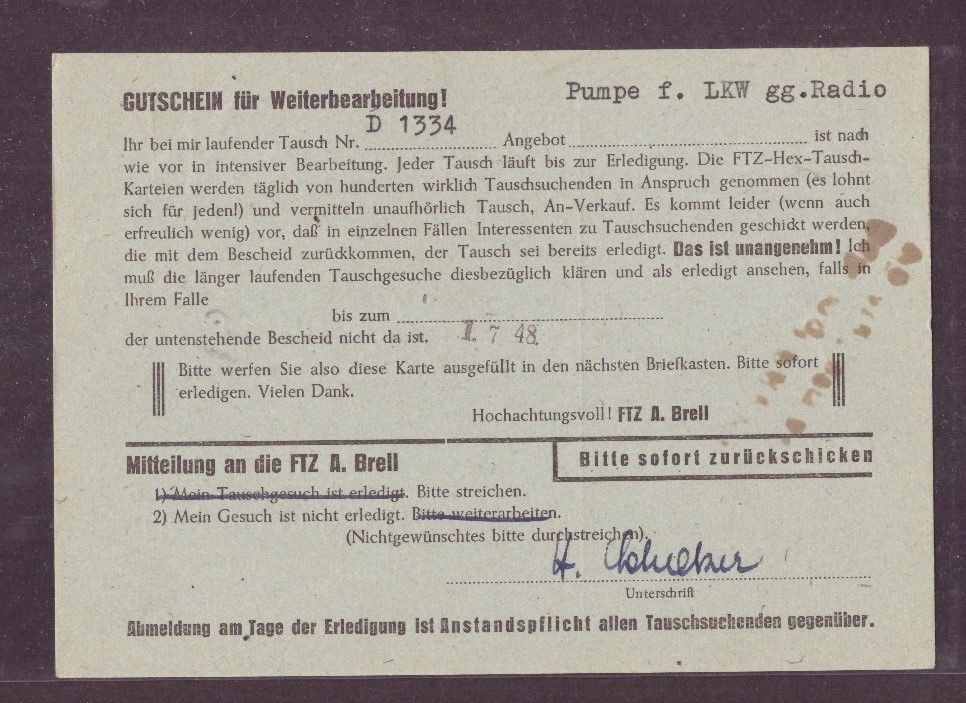 GUTSCHEIN für Weiterbearbeitung!
Pumpe f. LKW gg.Radio
D 1334
Ihr bei mir laufender Tausch Nr. Angebot ist nach
wie vor in intensiver Bearbeitung. Jeder Tausch läuft bis zur Erledigung. Die FTZ-Hex-Tausch-
Karteien werden täglich von hunderten wirklich Tauschsuchenden in Anspruch genommen (es lohnt
sich für jeden!) und vermitteln unaufhörlich Tausch, An-Verkauf. Es kommt leider (wenn auch
erfreulich wenig) vor, daß in einzelnen Fällen Interessenten zu Tauschsuchenden geschickt werden,
die mit dem Bescheid zurückkommen, der Tausch sei bereits erledigt. Das ist unangenehm! Ich
muß die länger laufenden Tauschgesuche diesbezüglich klären und als erledigt ansehen, falls in
Ihrem Falle
bis zum
der untenstehende Bescheid nicht da ist. 1. 7 48.
Bitte werfen Sie also diese Karte ausgefüllt in den nächsten Briefkasten. Bitte sofort
erledigen. Vielen Dank.
Hochachtungsvoll! FTZ A. Brell
Mitteilung an die FTZ A. Brell
Bitte sofort zurückschicken
1) Mein Tauschgesuch ist erledigt. Bitte streichen.
2) Mein Gesuch ist nicht erledigt. Bitte weiterarbeiten.
(Nichtgewünschtes bitte durchstreichen).
H.
Unterschrift
Abmeldung am Tage der Erledigung ist Anstandspflicht allen Tauschsuchenden gegenüber.